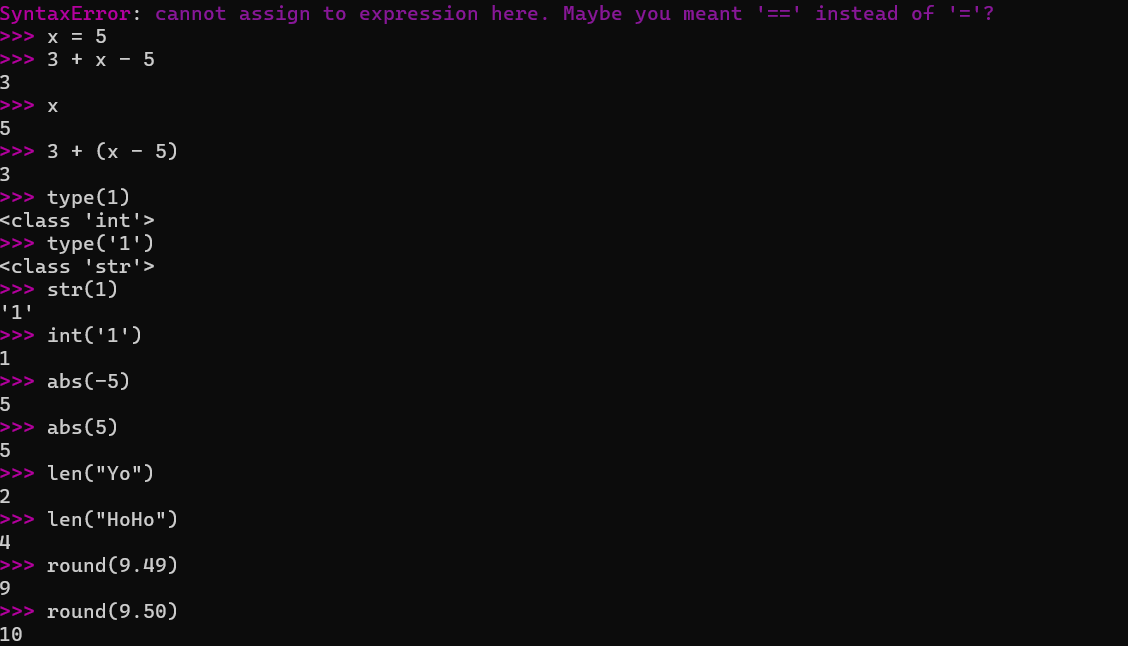 SyntaxError: cannot assign to expression here. Maybe you meant '==' instead of '='?
>>> x = 5
>>> 3 + x - 5
3
>>> x
5
>>> 3 + (x - 5)
3
>>> type(1)
<class 'int'>
>>> type('1')
<class 'str'>
>>> str(1)
'1'
>>> int('1')
1
>>> abs(-5)
5
>>> abs(5)
5
>>> len("Yo")
2
>>> len("HoHo")
4
>>> round(9.49)
9
>>> round(9.50)
10